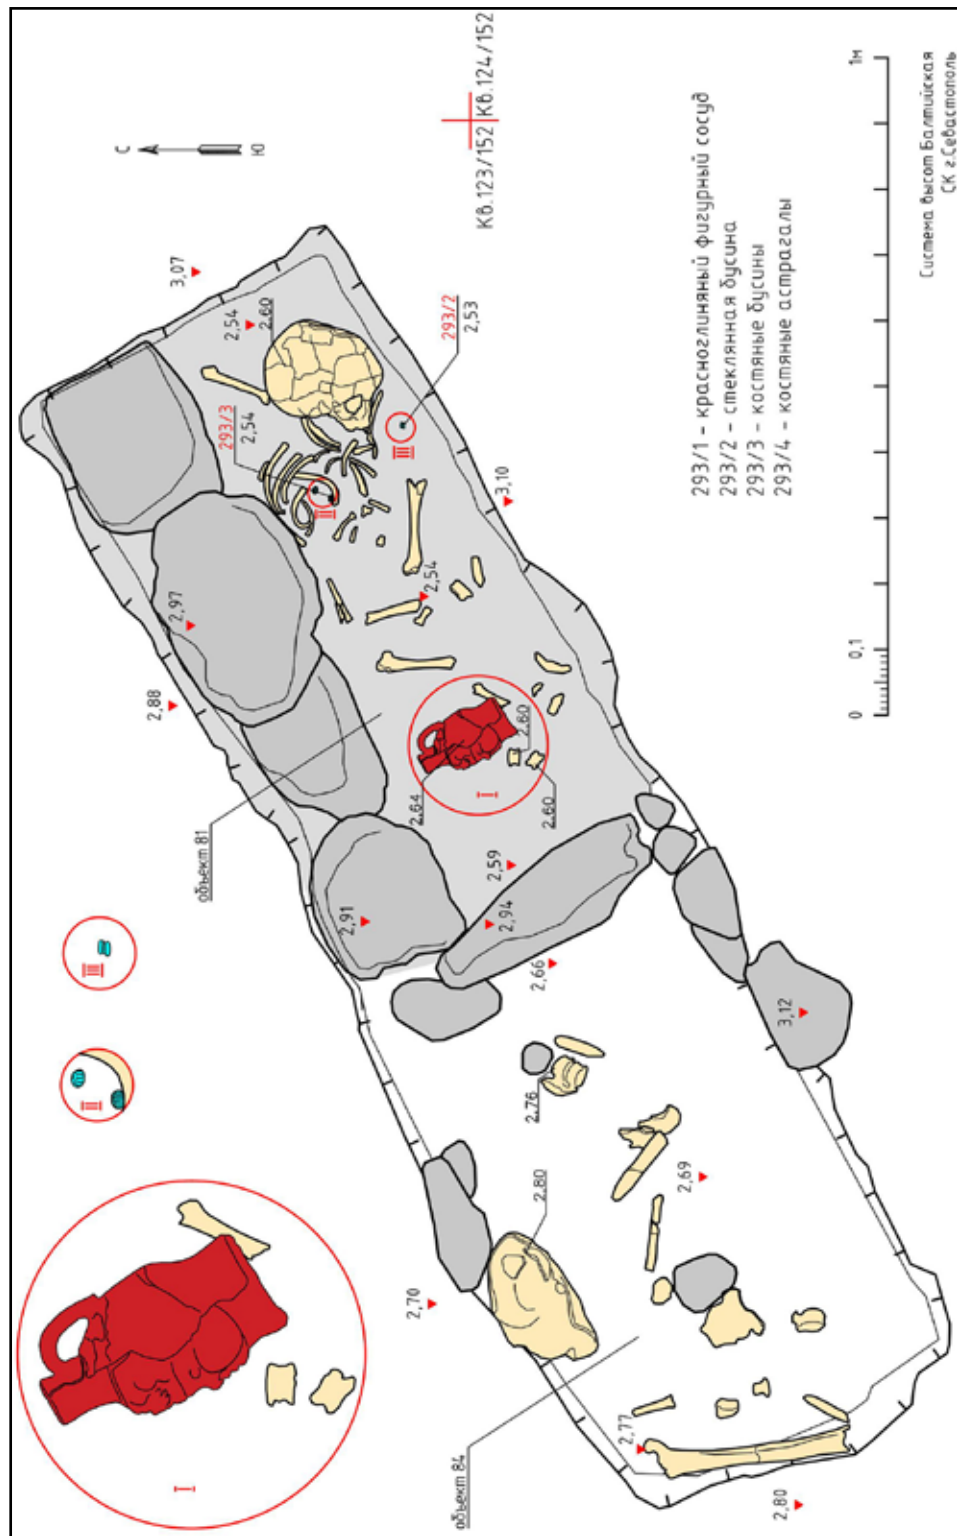 С
Ю
Кв.123/152
Кв.124/152
3,07
2,54
2.60
293/2
2,53
293/3
2,54
III
II
3,10
2,97
2,54
2,88
293/1 – красноглиняный фигурный сосуд
293/2 – стеклянная бусина
293/3 – костяные бусины
293/4 – костяные астрагалы
0
0,1
1м
Система высот Балтийская
СК г.Севастополь
объект 81
I
2.64
2.60
2.60
2,59
2,91
2,94
2,66
3,12
III
II
2.76
2.80
2,69
2,70
I
объект 84
2,77
2,80